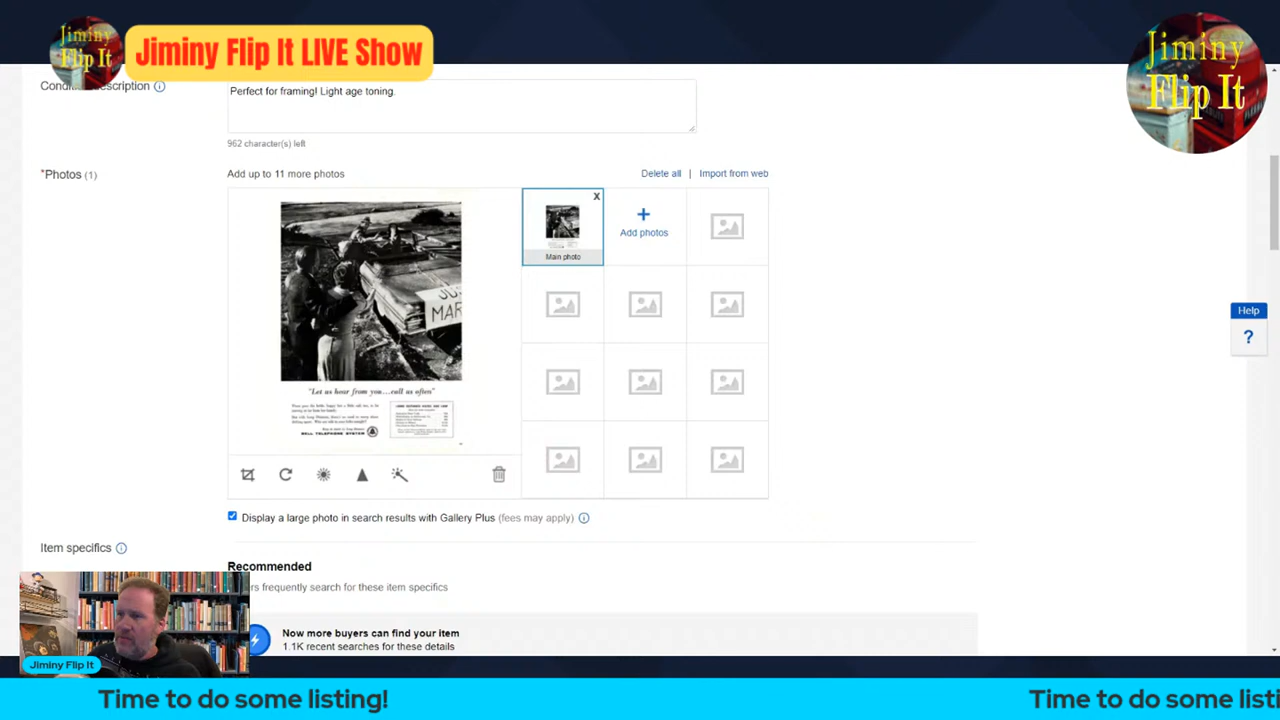 Jiminy
Flip It
Jiminy Flip It LIVE Show
Jiminy
Flip It
Perfect for framing! Light age toning.
962 character(s) left
*Photos (1)
Add up to 11 more photos
Delete all | Import from web
X
Main photo
+
Add photos
JU
MAR
"Let us hear from you...call us often"
BELL TELEPHONE SYSTEM
Help
?
Display a large photo in search results with Gallery Plus (fees may apply)
Item specifics
Recommended
rs frequently search for these item specifics
Now more buyers can find your item
1.1K recent searches for these details
Jiminy Flip It
Time to do some listing!
Time to do some listi